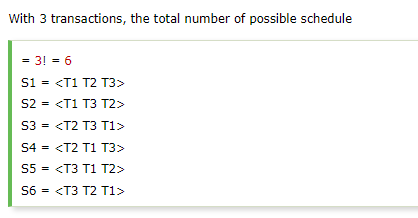 With 3 transactions, the total number of possible schedule
= 3! = 6
S1 = <T1 T2 T3>
S2 = <T1 T3 T2>
S3 = <T2 T3 T1>
S4 = <T2 T1 T3>
S5 = <T3 T1 T2>
S6 = <T3 T2 T1>